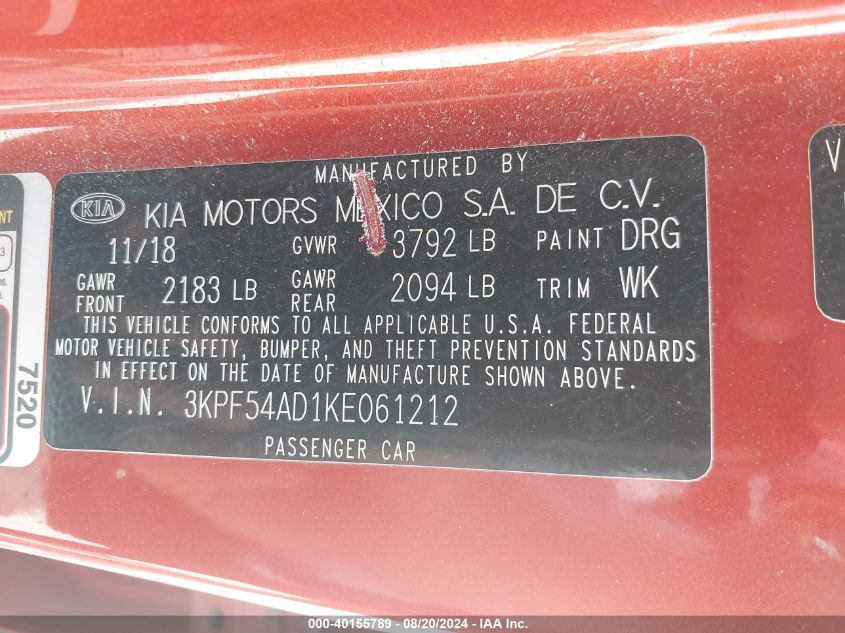 MANUFACTURED BY
KIA KIA MOTORS MEXICO S.A. DE C.V.
11/18 GVWR 3792 LB PAINT DRG
GAWR FRONT 2183 LB GAWR REAR 2094 LB TRIM WK
THIS VEHICLE CONFORMS TO ALL APPLICABLE U.S.A. FEDERAL
MOTOR VEHICLE SAFETY, BUMPER, AND THEFT PREVENTION STANDARDS
IN EFFECT ON THE DATE OF MANUFACTURE SHOWN ABOVE.
V.I.N. 3KPF54AD1KE061212
PASSENGER CAR
7520
000-40155789 - 08/20/2024 - IAA Inc.